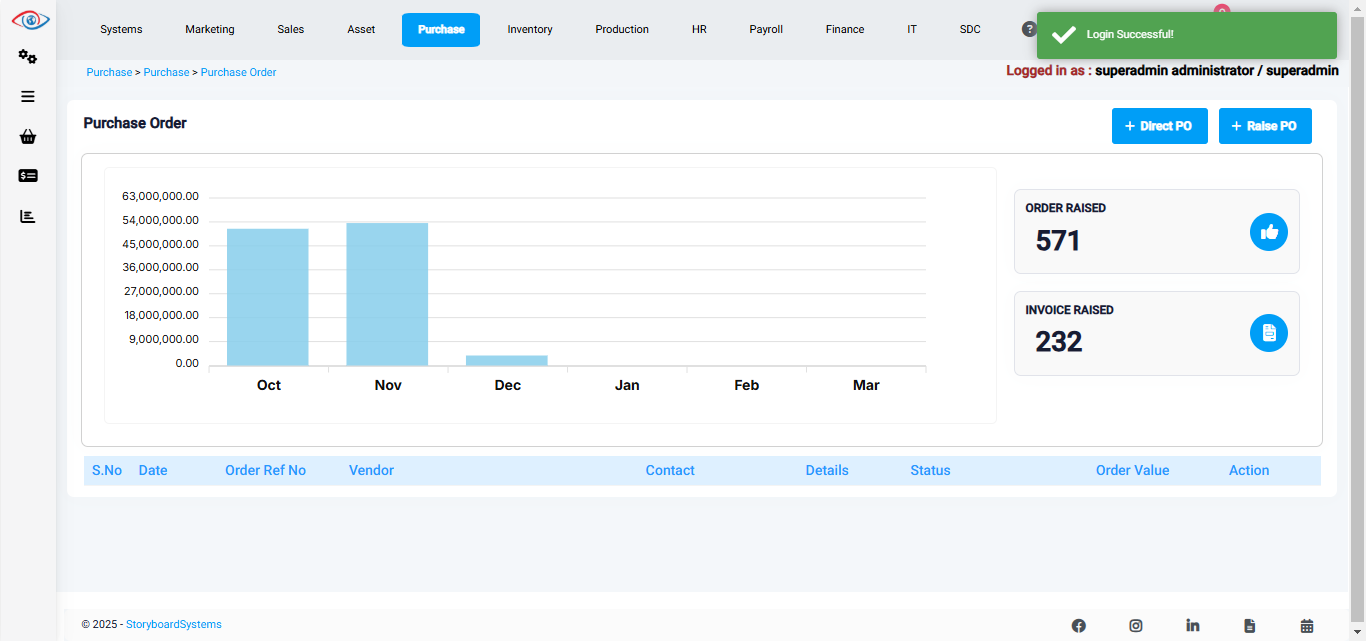 Systems Marketing Sales Asset Purchase Inventory Production HR Payroll Finance IT SDC ?
Login Successful!
Purchase > Purchase > Purchase Order
Logged in as : superadmin administrator / superadmin
Purchase Order
+ Direct PO
+ Raise PO
63,000,000.00
54,000,000.00
45,000,000.00
36,000,000.00
27,000,000.00
18,000,000.00
9,000,000.00
0.00
Oct Nov Dec Jan Feb Mar
ORDER RAISED
571
INVOICE RAISED
232
S.No Date Order Ref No Vendor Contact Details Status Order Value Action
© 2025 - StoryboardSystems